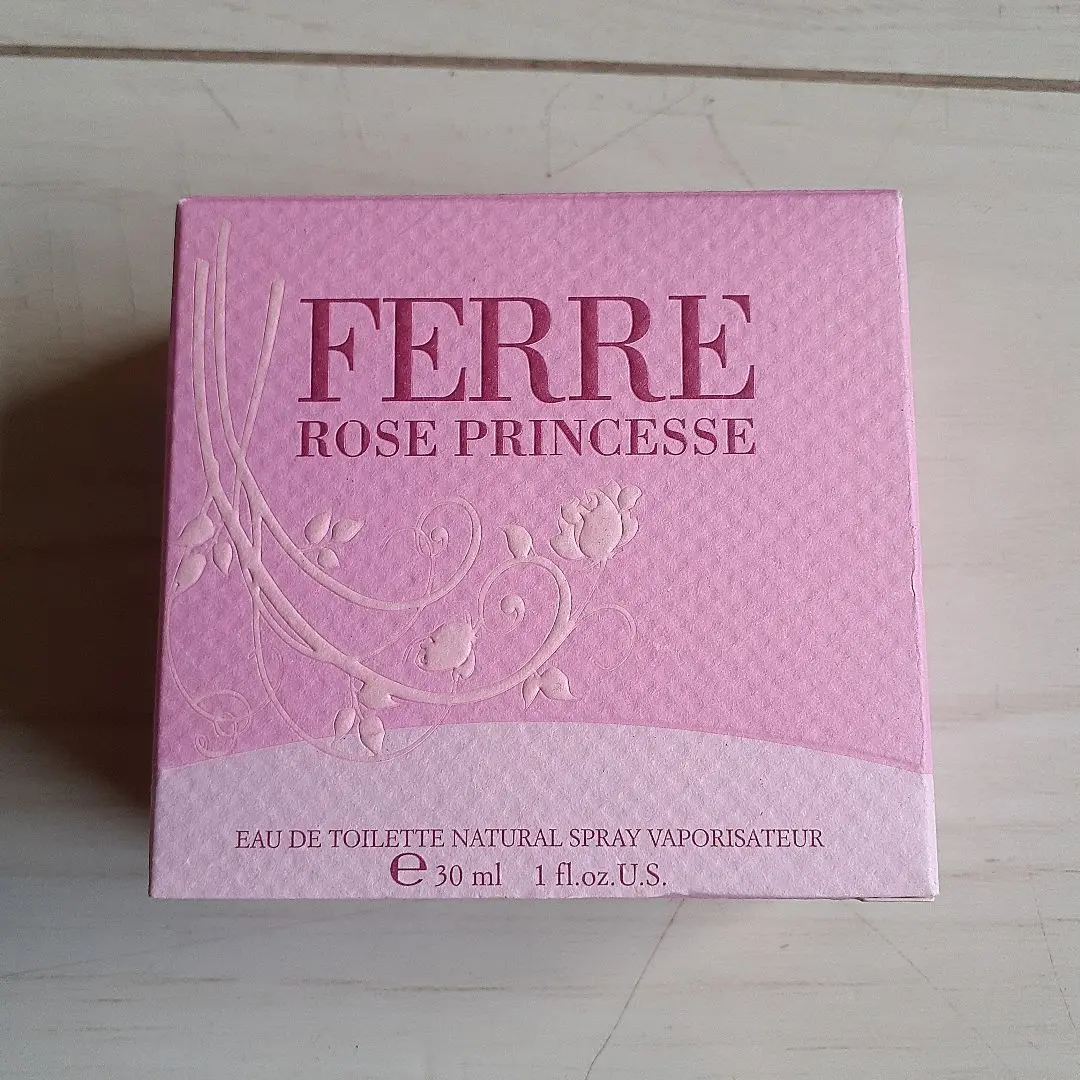 FERRE
ROSE PRINCESSE
EAU DE TOILETTE NATURAL SPRAY VAPORISATEUR
℮ 30 ml 1 fl.oz.U.S.